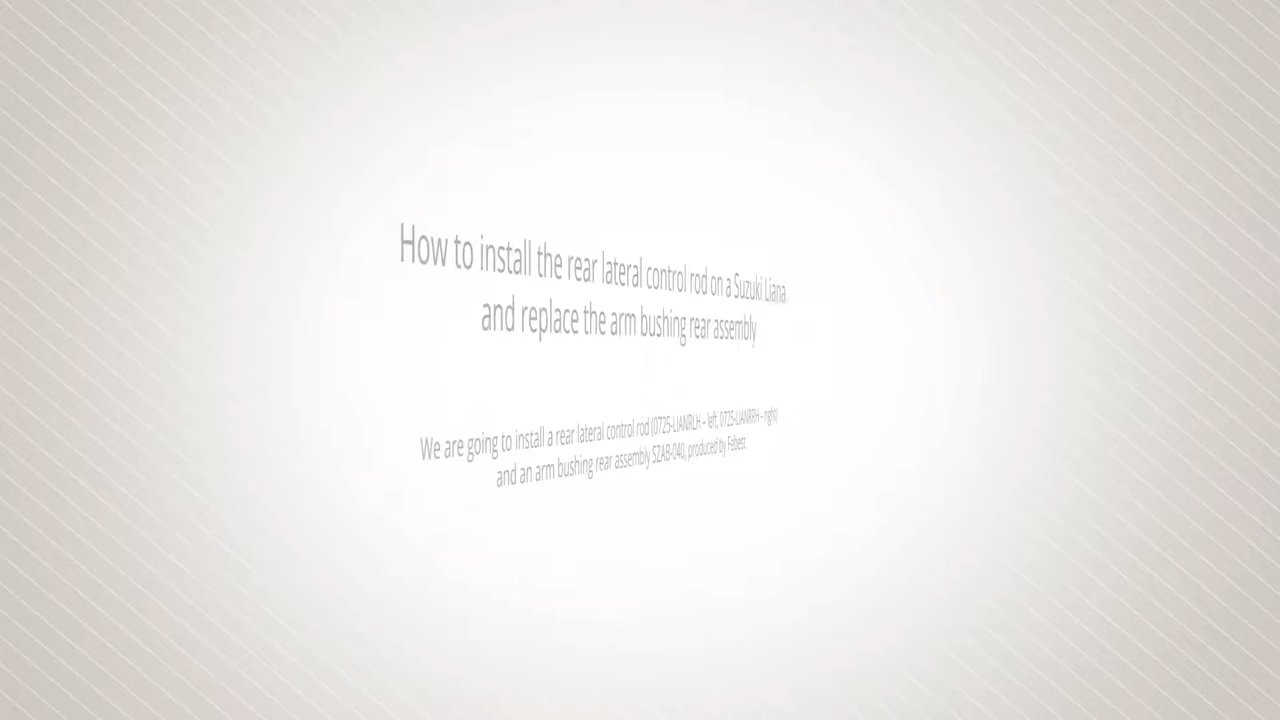 How to install the rear lateral control rod on a Suzuki Liana
and replace the arm bushing rear assembly
We are going to install a rear lateral control rod (0725-LIANRLH – left, 0725-LIANRRH – right)
and an arm bushing rear assembly SZAB-040, produced by Febest